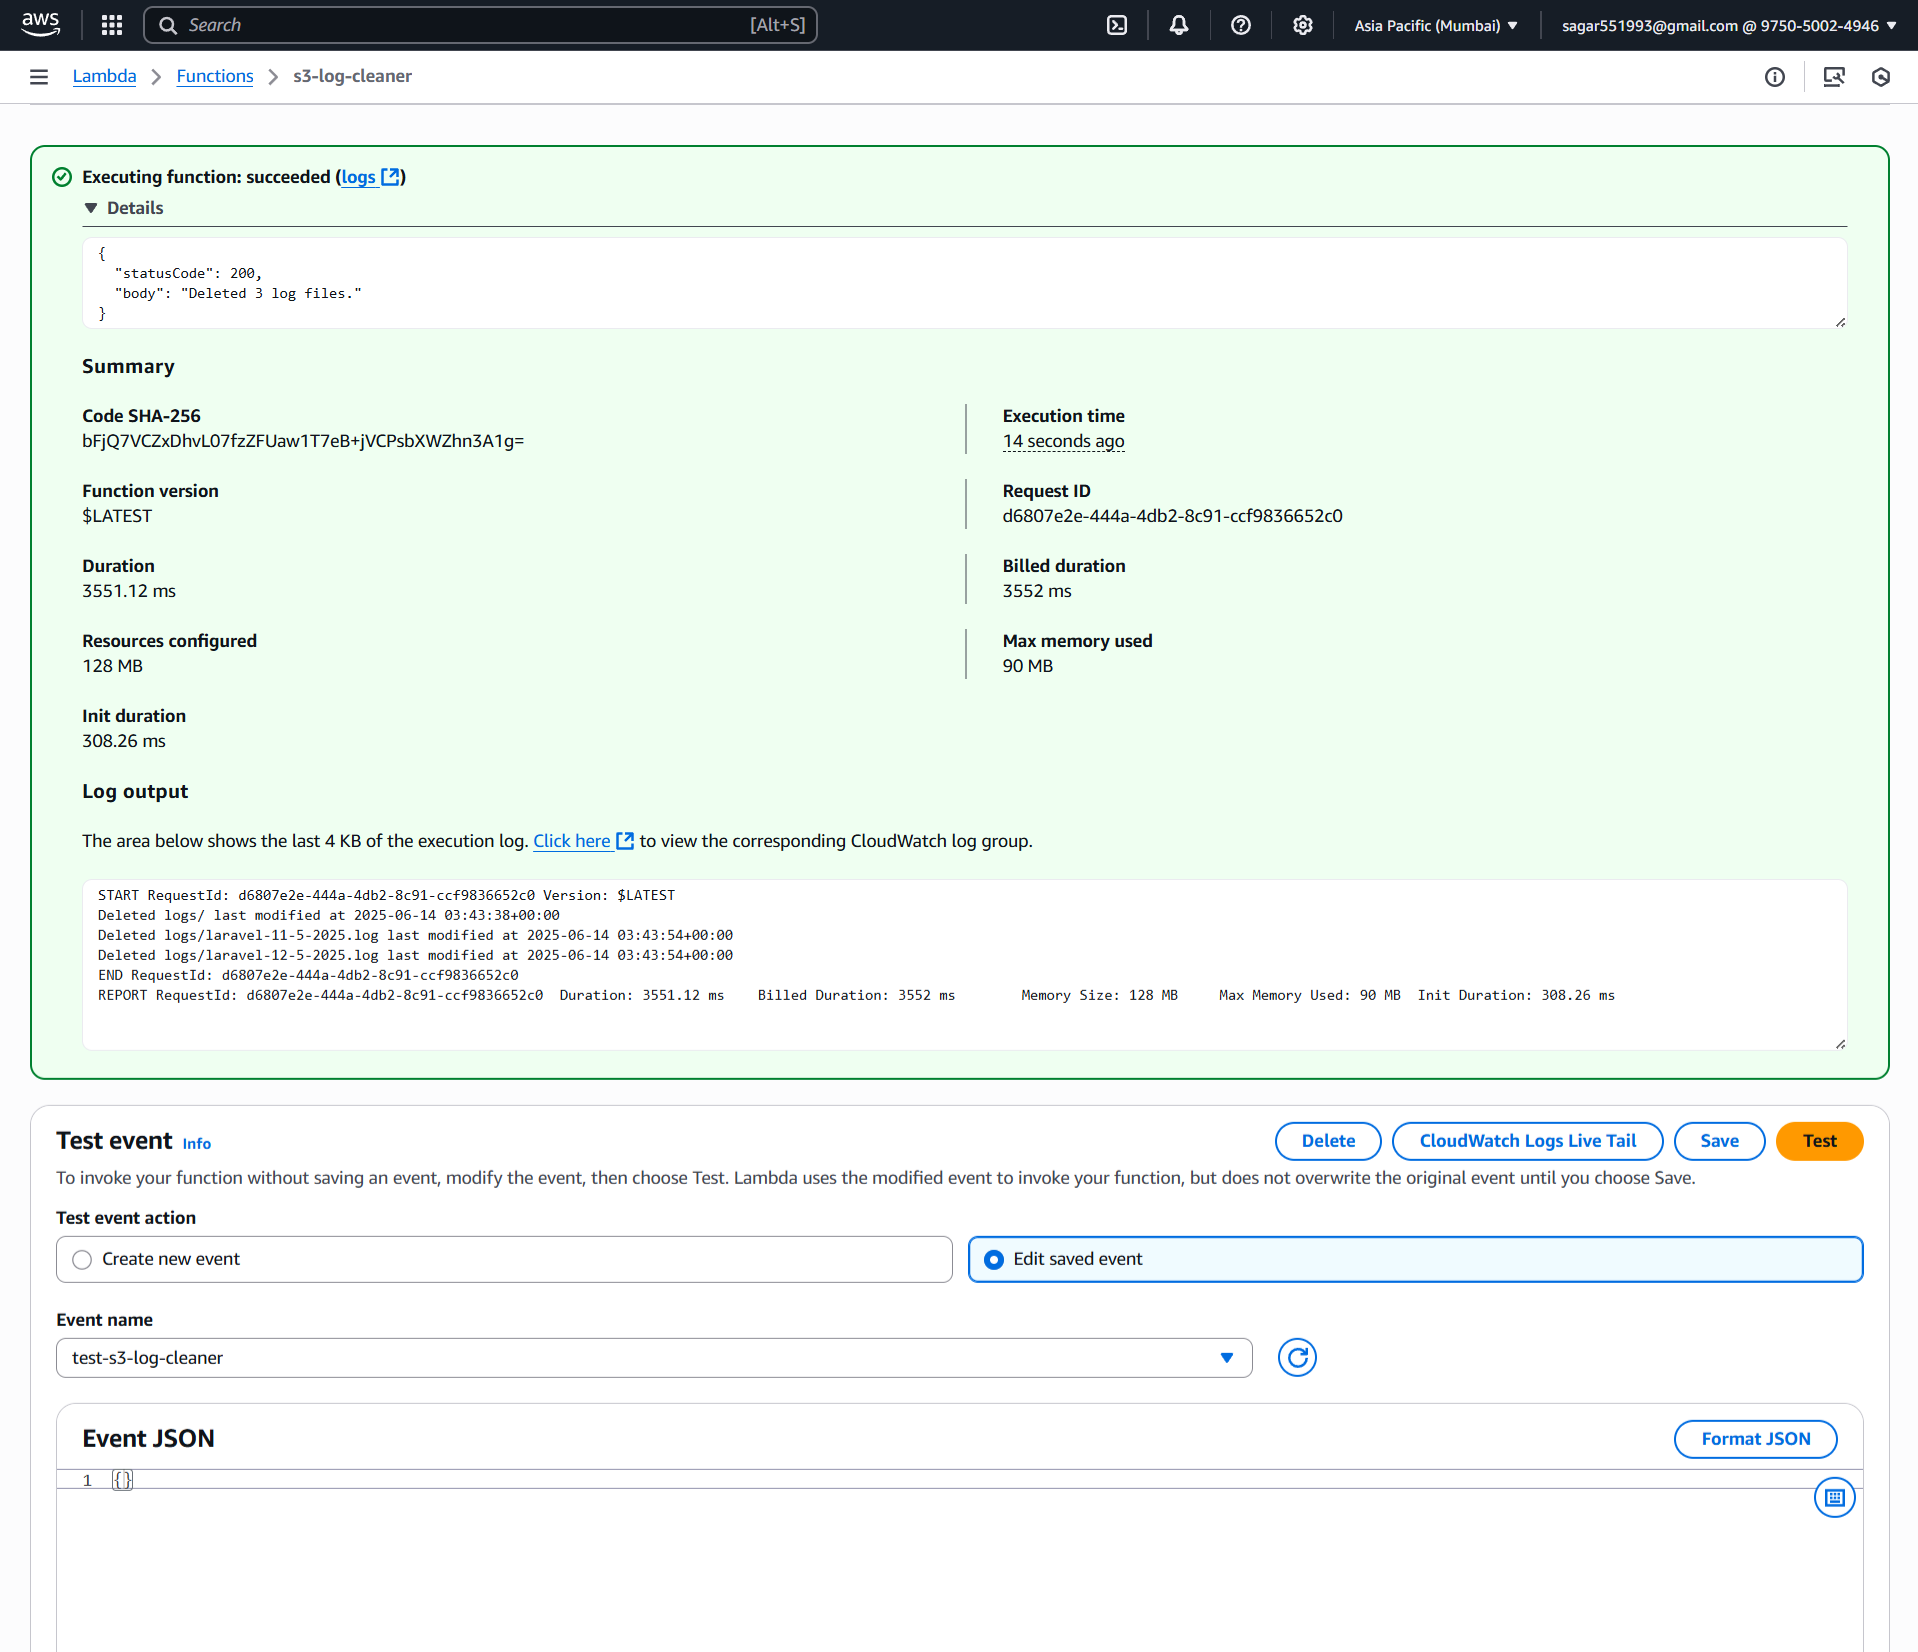 aws
Search [Alt+S]
Asia Pacific (Mumbai) sagar551993@gmail.com @ 9750-5002-4946
Lambda Functions s3-log-cleaner
Executing function: succeeded (logs)
Details
{
"statusCode": 200,
"body": "Deleted 3 log files."
}
Summary
Code SHA-256
bFjQ7VCZxDhvL07fzZFUaw1T7eB+jVCPsbXWZhn3A1g=
Execution time
14 seconds ago
Function version
$LATEST
Request ID
d6807e2e-444a-4db2-8c91-ccf9836652c0
Duration
3551.12 ms
Billed duration
3552 ms
Resources configured
128 MB
Max memory used
90 MB
Init duration
308.26 ms
Log output
The area below shows the last 4 KB of the execution log. Click here to view the corresponding CloudWatch log group.
START RequestId: d6807e2e-444a-4db2-8c91-ccf9836652c0 Version: $LATEST
Deleted logs/ last modified at 2025-06-14 03:43:38+00:00
Deleted logs/laravel-11-5-2025.log last modified at 2025-06-14 03:43:54+00:00
Deleted logs/laravel-12-5-2025.log last modified at 2025-06-14 03:43:54+00:00
END RequestId: d6807e2e-444a-4db2-8c91-ccf9836652c0
REPORT RequestId: d6807e2e-444a-4db2-8c91-ccf9836652c0 Duration: 3551.12 ms Billed Duration: 3552 ms Memory Size: 128 MB Max Memory Used: 90 MB Init Duration: 308.26 ms
Test event Info
Delete CloudWatch Logs Live Tail Save Test
To invoke your function without saving an event, modify the event, then choose Test. Lambda uses the modified event to invoke your function, but does not overwrite the original event until you choose Save.
Test event action
Create new event
Edit saved event
Event name
test-s3-log-cleaner
Event JSON
Format JSON
1 {}